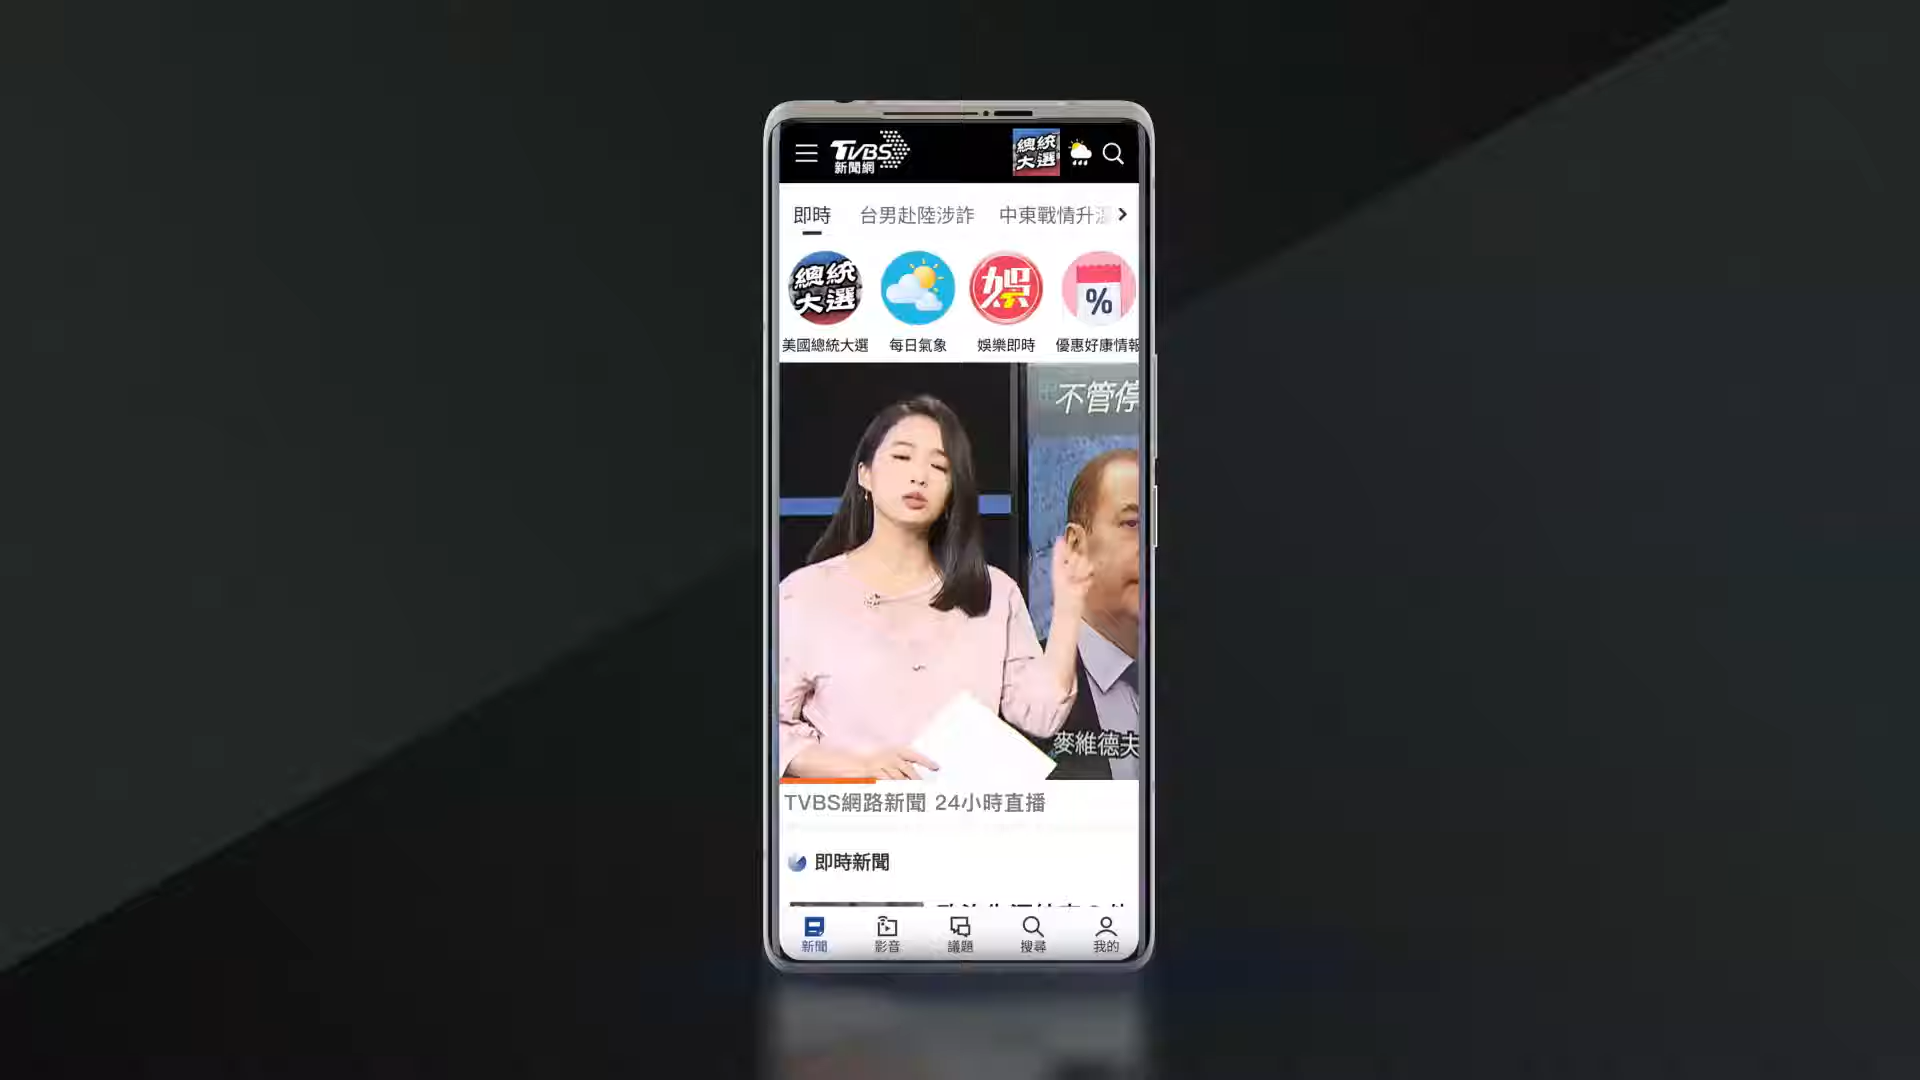 TVBS
新聞網
總統
大選
即時 台男赴陸涉詐 中東戰情升溫
總統
大選
娛
%
美國總統大選 每日氣象 娛樂即時 優惠好康情報
不管停
麥維德夫
TVBS網路新聞 24小時直播
即時新聞
新聞 影音 議題 搜尋 我的